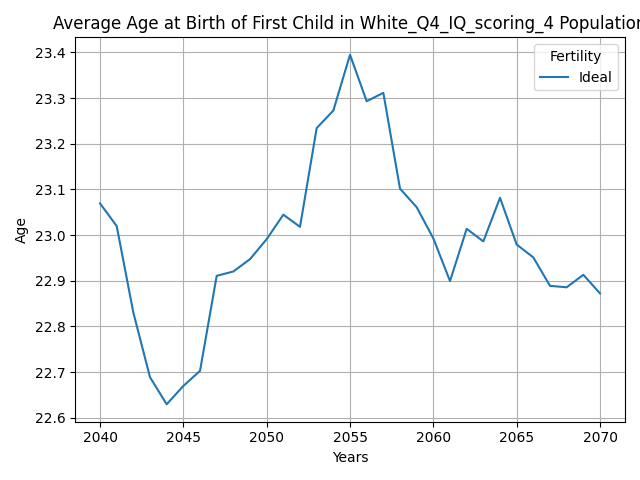 Average Age at Birth of First Child in White_Q4_IQ_scoring_4 Population
Fertility
Ideal
23.4
23.3
23.2
23.1
23.0
22.9
22.8
22.7
22.6
Age
2040 2045 2050 2055 2060 2065 2070
Years